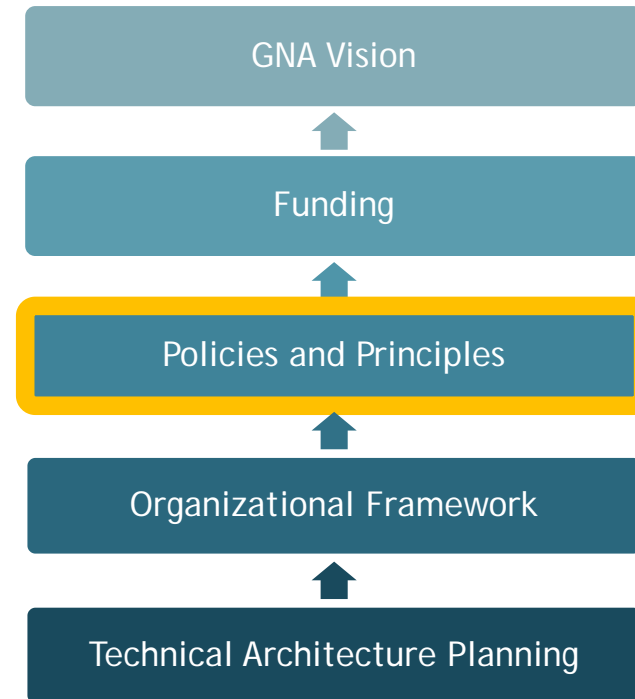 GNA Vision
Funding
Policies and Principles
Organizational Framework
Technical Architecture Planning